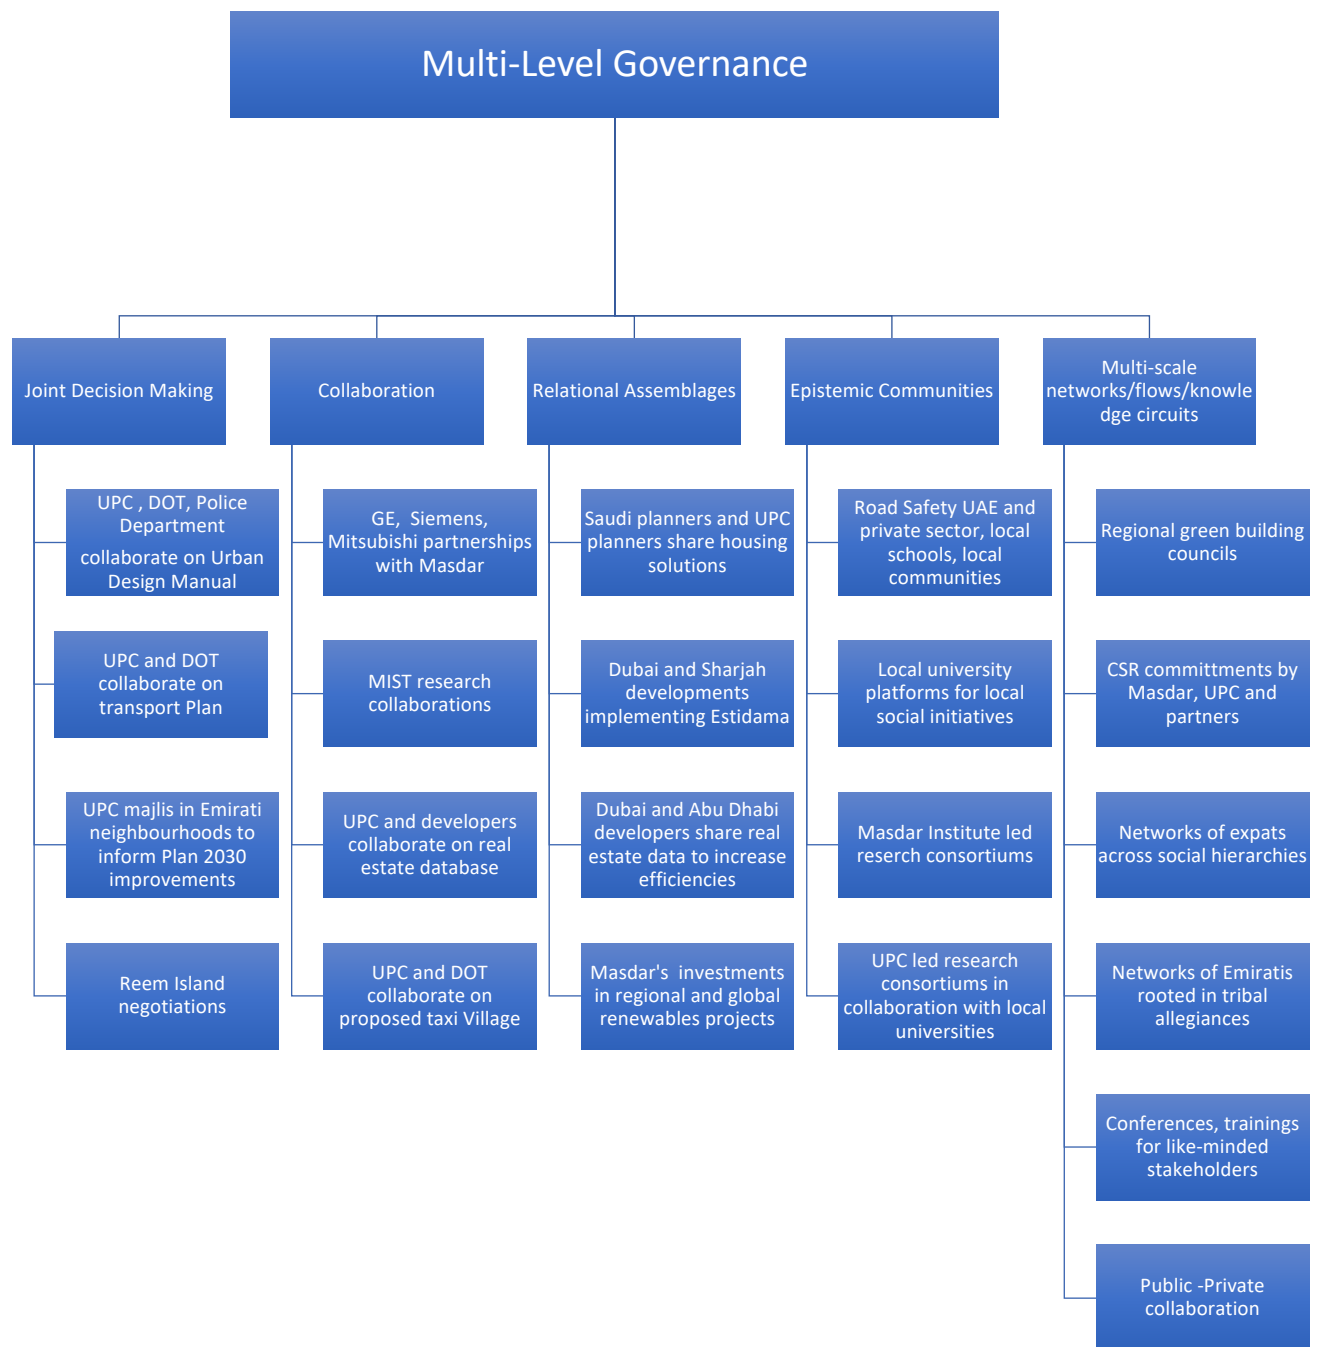 Multi-Level Governance
Joint Decision Making
Collaboration
Relational Assemblages
Epistemic Communities
Multi-scale
networks/flows/knowle
dge circuits
UPC , DOT, Police
Department
collaborate on Urban
Design Manual
UPC and DOT
collaborate on
transport Plan
UPC majlis in Emirati
neighbourhoods to
inform Plan 2030
improvements
Reem Island
negotiations
GE, Siemens,
Mitsubishi partnerships
with Masdar
MIST research
collaborations
UPC and developers
collaborate on real
estate database
UPC and DOT
collaborate on
proposed taxi Village
Saudi planners and UPC
planners share housing
solutions
Dubai and Sharjah
developments
implementing Estidama
Dubai and Abu Dhabi
developers share real
estate data to increase
efficiencies
Masdar's investments
in regional and global
renewables projects
Road Safety UAE and
private sector, local
schools, local
communities
Local university
platforms for local
social initiatives
Masdar Institute led
reserch consortiums
UPC led research
consortiums in
collaboration with local
universities
Regional green building
councils
CSR committments by
Masdar, UPC and
partners
Networks of expats
across social hierarchies
Networks of Emiratis
rooted in tribal
allegiances
Conferences, trainings
for like-minded
stakeholders
Public -Private
collaboration